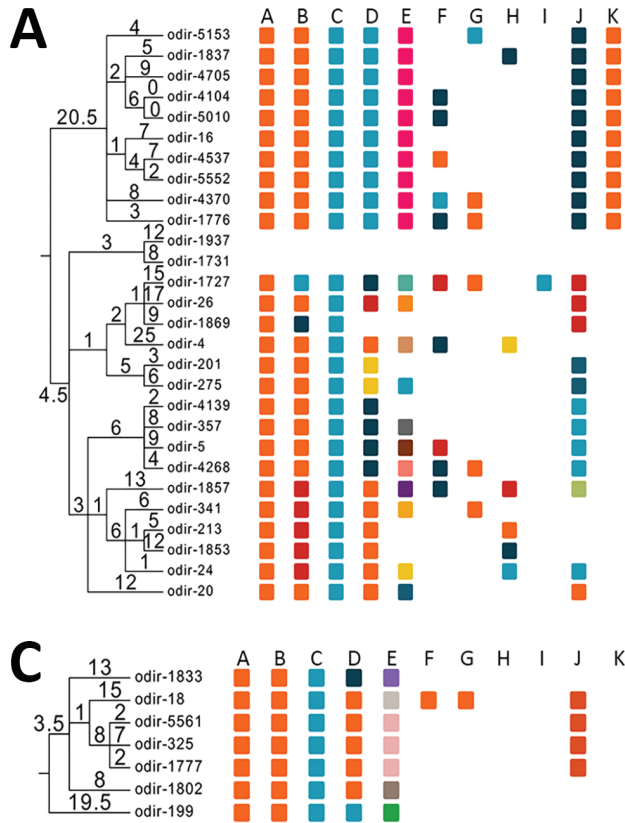 A
A B C D E F G H I J K
4 odir-5153
5 odir-1837
2 9 odir-4705
0 odir-4104
6 0 odir-5010
20.5
7 odir-16
1 7 odir-4537
4 2 odir-5552
8 odir-4370
3 odir-1776
12 odir-1937
3 8 odir-1731
15 odir-1727
1 17 odir-26
2 9 odir-1869
25 odir-4
1 3 odir-201
5 6 odir-275
4.5 2 odir-4139
8 odir-357
6 9 odir-5
4 odir-4268
13 odir-1857
3 1 6 odir-341
5 odir-213
6 1 12 odir-1853
1 odir-24
12 odir-20
C
A B C D E F G H I J K
13 odir-1833
15 odir-18
3.5 1 2 odir-5561
8 7 odir-325
2 odir-1777
8 odir-1802
19.5 odir-199